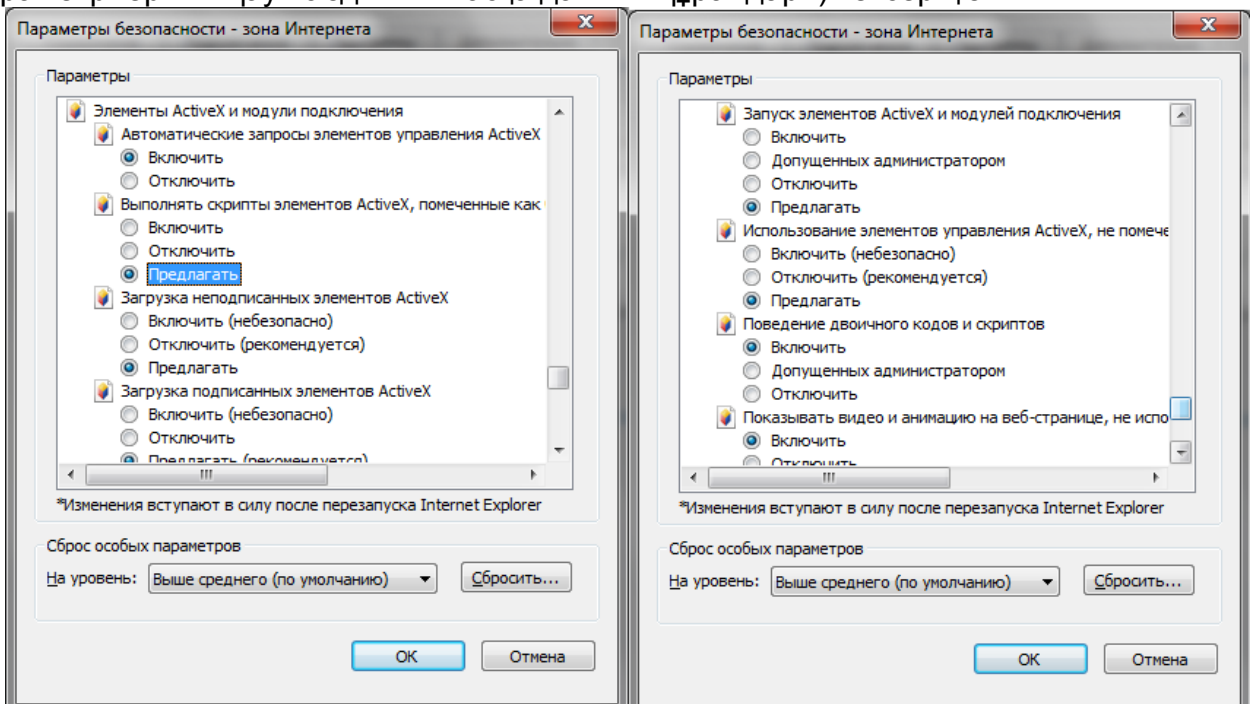 Параметры безопасности - зона Интернета
Параметры
Элементы ActiveX и модули подключения
Автоматические запросы элементов управления ActiveX
Включить
Отключить
Выполнять скрипты элементов ActiveX, помеченные как
Включить
Отключить
Предлагать
Загрузка неподписанных элементов ActiveX
Включить (небезопасно)
Отключить (рекомендуется)
Предлагать
Загрузка подписанных элементов ActiveX
Включить (небезопасно)
Отключить
Предлагать (рекомендуется)
*Изменения вступают в силу после перезапуска Internet Explorer
Сброс особых параметров
На уровень: Выше среднего (по умолчанию) Сбросить...
ОК Отмена
Параметры безопасности - зона Интернета
Параметры
Запуск элементов ActiveX и модулей подключения
Включить
Допущенных администратором
Отключить
Предлагать
Использование элементов управления ActiveX, не помече
Включить (небезопасно)
Отключить (рекомендуется)
Предлагать
Поведение двоичного кодов и скриптов
Включить
Допущенных администратором
Отключить
Показывать видео и анимацию на веб-странице, не испо
Включить
Отключить
*Изменения вступают в силу после перезапуска Internet Explorer
Сброс особых параметров
На уровень: Выше среднего (по умолчанию) Сбросить...
ОК Отмена